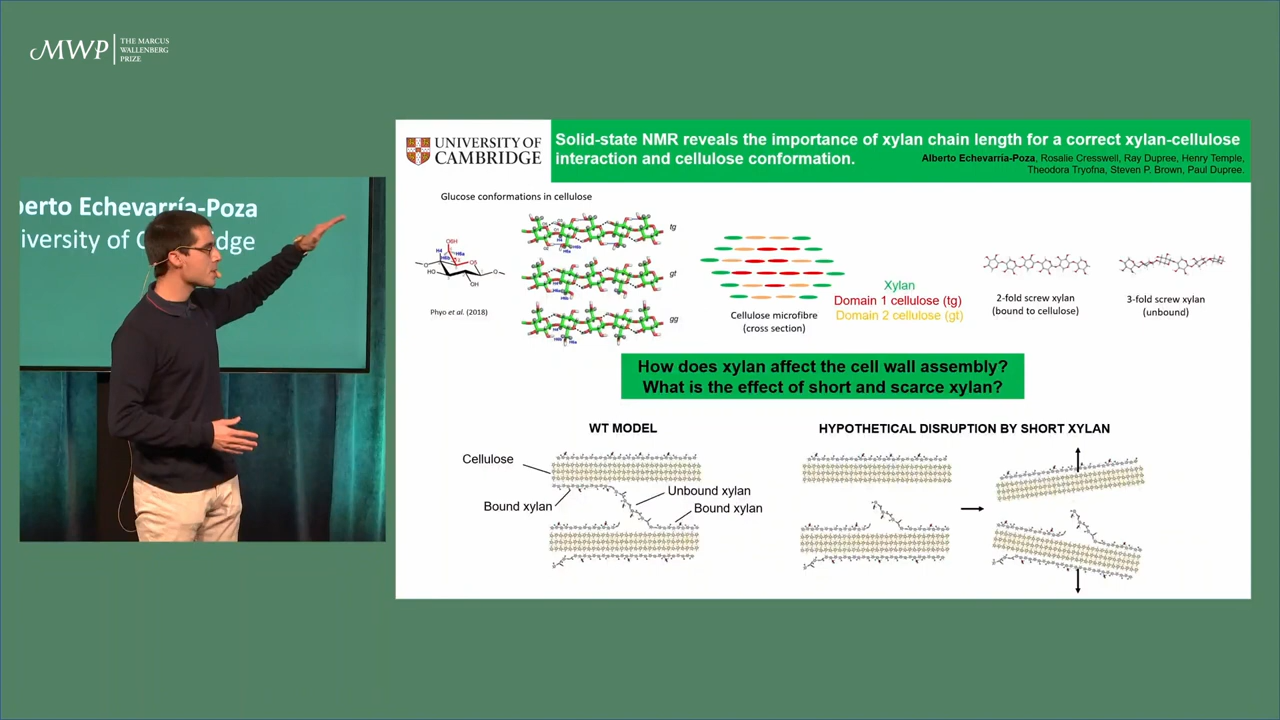 MWP THE MARCUS
WALLENBERG
PRIZE
UNIVERSITY OF
CAMBRIDGE
Solid-state NMR reveals the importance of xylan chain length for a correct xylan-cellulose
interaction and cellulose conformation.
Alberto Echevarría-Poza, Rosalie Cresswell, Ray Dupree, Henry Temple,
Theodora Tryofna, Steven P. Brown, Paul Dupree.
berto Echevarría-Poza
iversity of C bridge
Glucose conformations in cellulose
tg
gt
gg
Phyo et al. (2018)
Cellulose microfibre
(cross section)
Xylan
Domain 1 cellulose (tg)
Domain 2 cellulose (gt)
2-fold screw xylan
(bound to cellulose)
3-fold screw xylan
(unbound)
How does xylan affect the cell wall assembly?
What is the effect of short and scarce xylan?
WT MODEL
Cellulose
Bound xylan
Unbound xylan
Bound xylan
HYPOTHETICAL DISRUPTION BY SHORT XYLAN